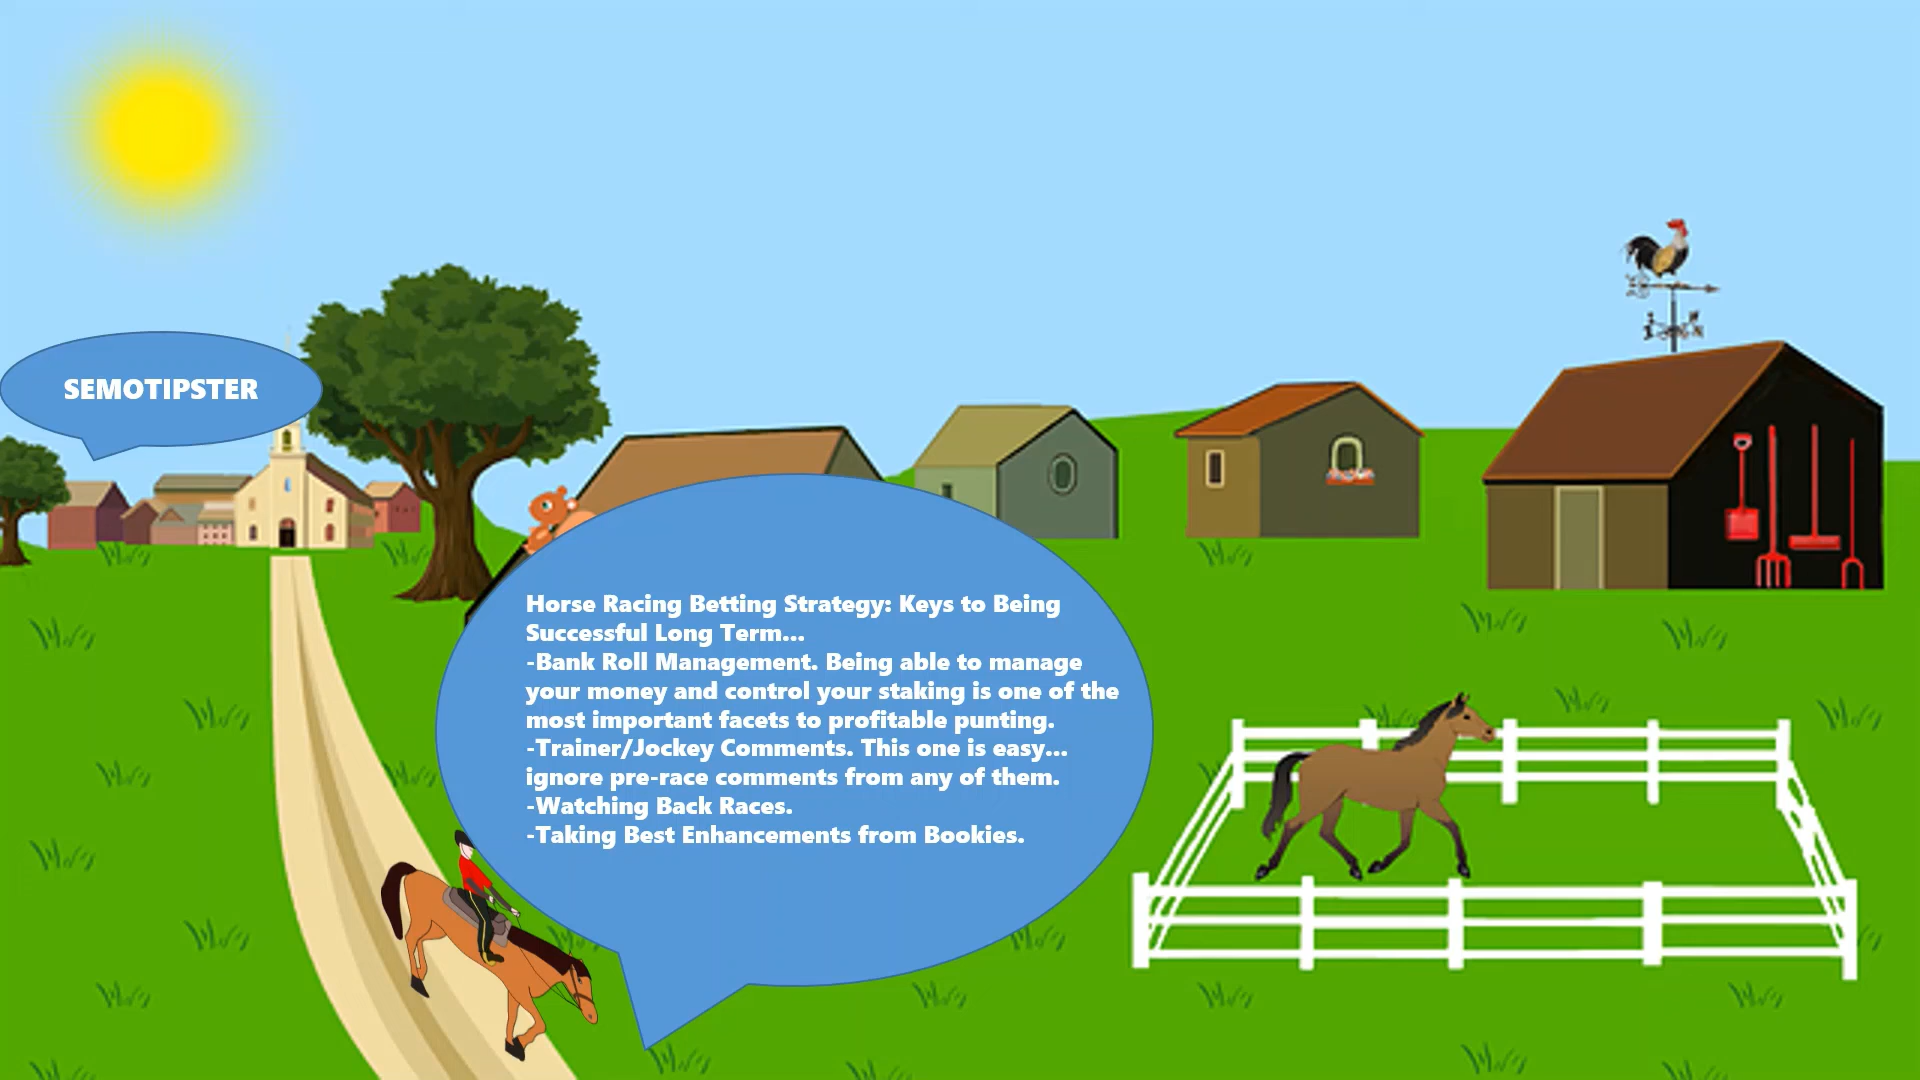 SEMOTIPSTER
Horse Racing Betting Strategy: Keys to Being
Successful Long Term...
-Bank Roll Management. Being able to manage
your money and control your staking is one of the
most important facets to profitable punting.
-Trainer/Jockey Comments. This one is easy...
ignore pre-race comments from any of them.
-Watching Back Races.
-Taking Best Enhancements from Bookies.